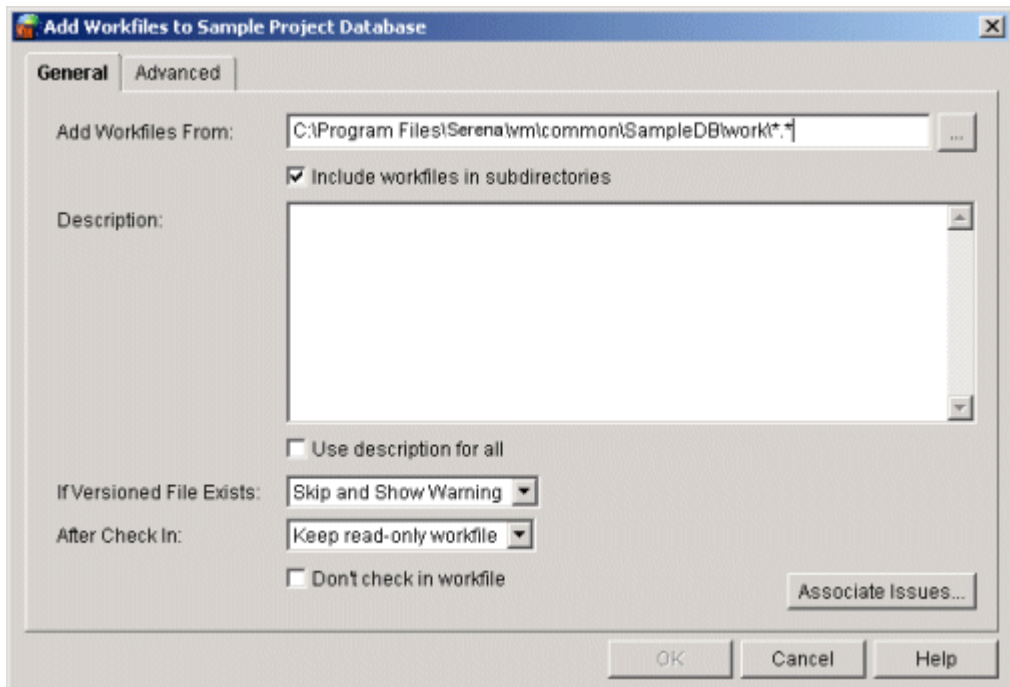 Add Workfiles to Sample Project Database
General Advanced
Add Workfiles From: C:\Program Files\Serena\vm\common\SampleDB\work\*.* ...
Include workfiles in subdirectories
Description:
Use description for all
If Versioned File Exists: Skip and Show Warning
After Check In: Keep read-only workfile
Don't check in workfile
Associate Issues...
OK Cancel Help